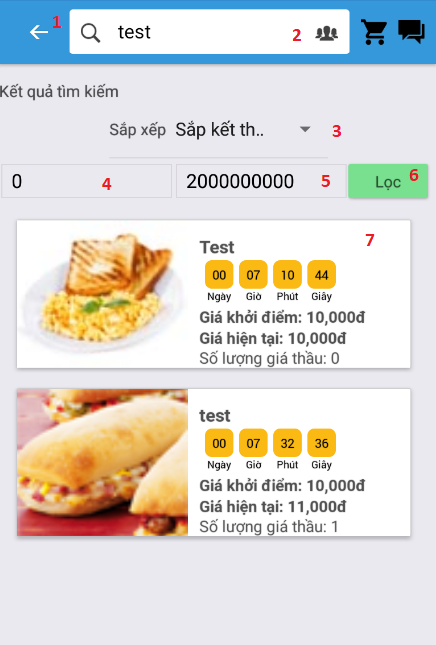 1
test 2
Kết quả tìm kiếm
Sắp xếp Sắp kết th.. 3
0 4 2000000000 5 Lọc 6
7
Test
00 07 10 44
Ngày Giờ Phút Giây
Giá khởi điểm: 10,000đ
Giá hiện tại: 10,000đ
Số lượng giá thầu: 0
test
00 07 32 36
Ngày Giờ Phút Giây
Giá khởi điểm: 10,000đ
Giá hiện tại: 11,000đ
Số lượng giá thầu: 1